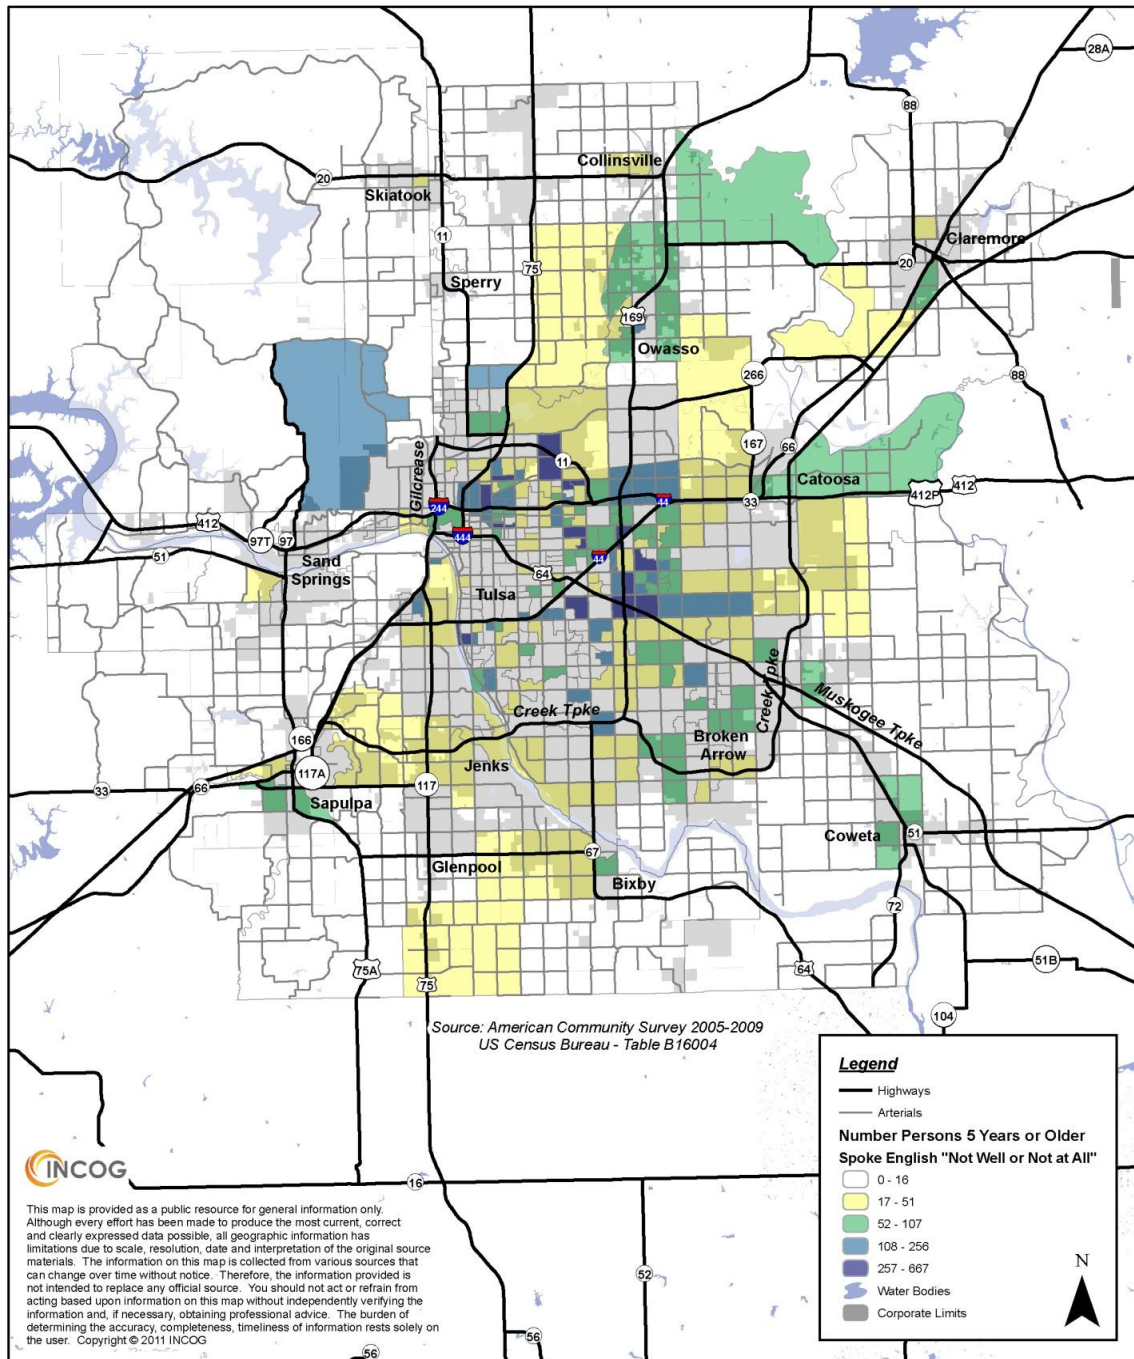 28A
88
Collinsville
20
Skiatook
11
Claremore
20
75
Sperry
169
Owasso
266
88
Gilcrease
11
167
66
Catoosa
412
412P
244
44
33
412
97T
97
444
51
Sand
Springs
44
64
Tulsa
Creek Tpke
Muskogee Tpke
Creek Tpke
166
Broken
Arrow
Jenks
117A
33
66
117
Sapulpa
Coweta
51
67
Glenpool
Bixby
72
75A
75
64
51B
104
Source: American Community Survey 2005-2009
US Census Bureau - Table B16004
Legend
Highways
Arterials
Number Persons 5 Years or Older
Spoke English "Not Well or Not at All"
0 - 16
17 - 51
52 - 107
108 - 256
257 - 667
Water Bodies
Corporate Limits
N
INCOG
16
This map is provided as a public resource for general information only.
Although every effort has been made to produce the most current, correct
and clearly expressed data possible, all geographic information has
limitations due to scale, resolution, date and interpretation of the original source
materials. The information on this map is collected from various sources that
can change over time without notice. Therefore, the information provided is
not intended to replace any official source. You should not act or refrain from
acting based upon information on this map without independently verifying the
information and, if necessary, obtaining professional advice. The burden of
determining the accuracy, completeness, timeliness of information rests solely on
the user. Copyright © 2011 INCOG
52
56
56